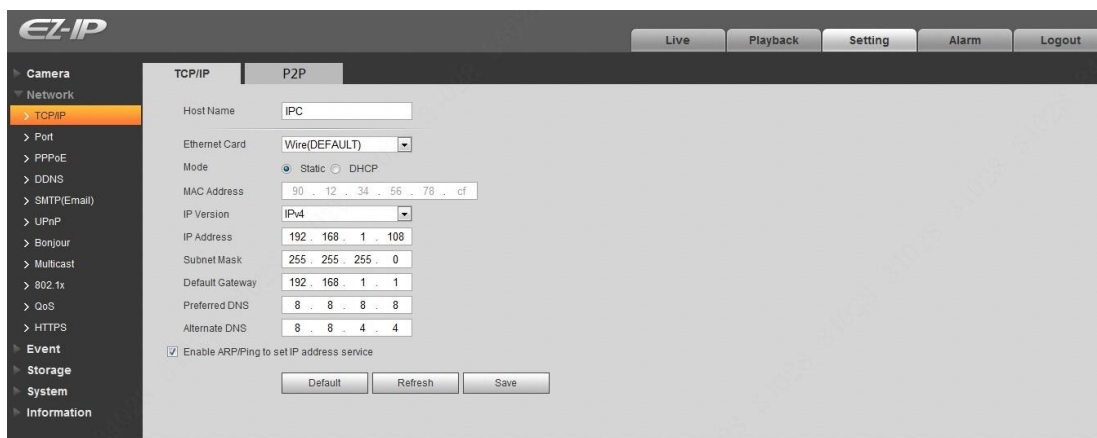 EZ-IP
Live Playback Setting Alarm Logout
Camera
Network
TCP/IP
Port
PPPoE
DDNS
SMTP(Email)
UPnP
Bonjour
Multicast
802.1x
QoS
HTTPS
Event
Storage
System
Information
TCP/IP P2P
Host Name IPC
Ethernet Card Wire(DEFAULT)
Mode Static DHCP
MAC Address 90 . 12 . 34 . 56 . 78 . cf
IP Version IPv4
IP Address 192 . 168 . 1 . 108
Subnet Mask 255 . 255 . 255 . 0
Default Gateway 192 . 168 . 1 . 1
Preferred DNS 8 . 8 . 8 . 8
Alternate DNS 8 . 8 . 4 . 4
Enable ARP/Ping to set IP address service
Default Refresh Save